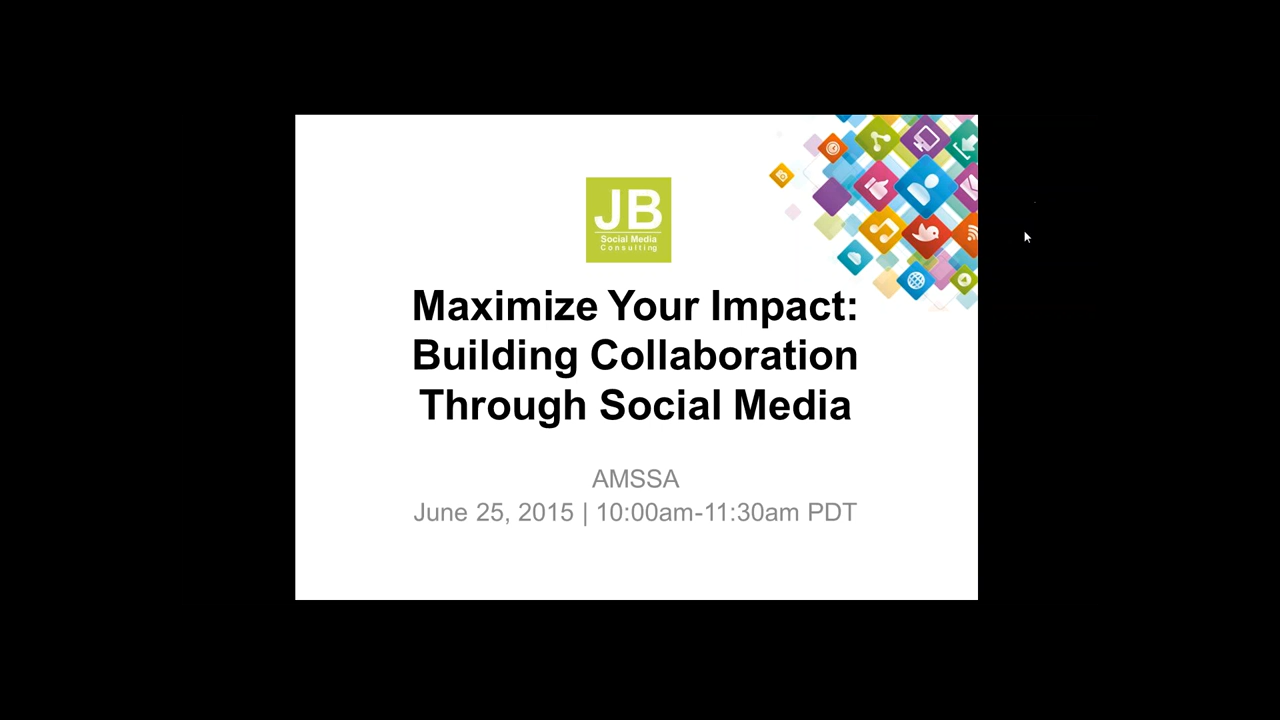 JB
Social Media
Consulting
Maximize Your Impact:
Building Collaboration
Through Social Media
AMSSA
June 25, 2015 | 10:00am-11:30am PDT